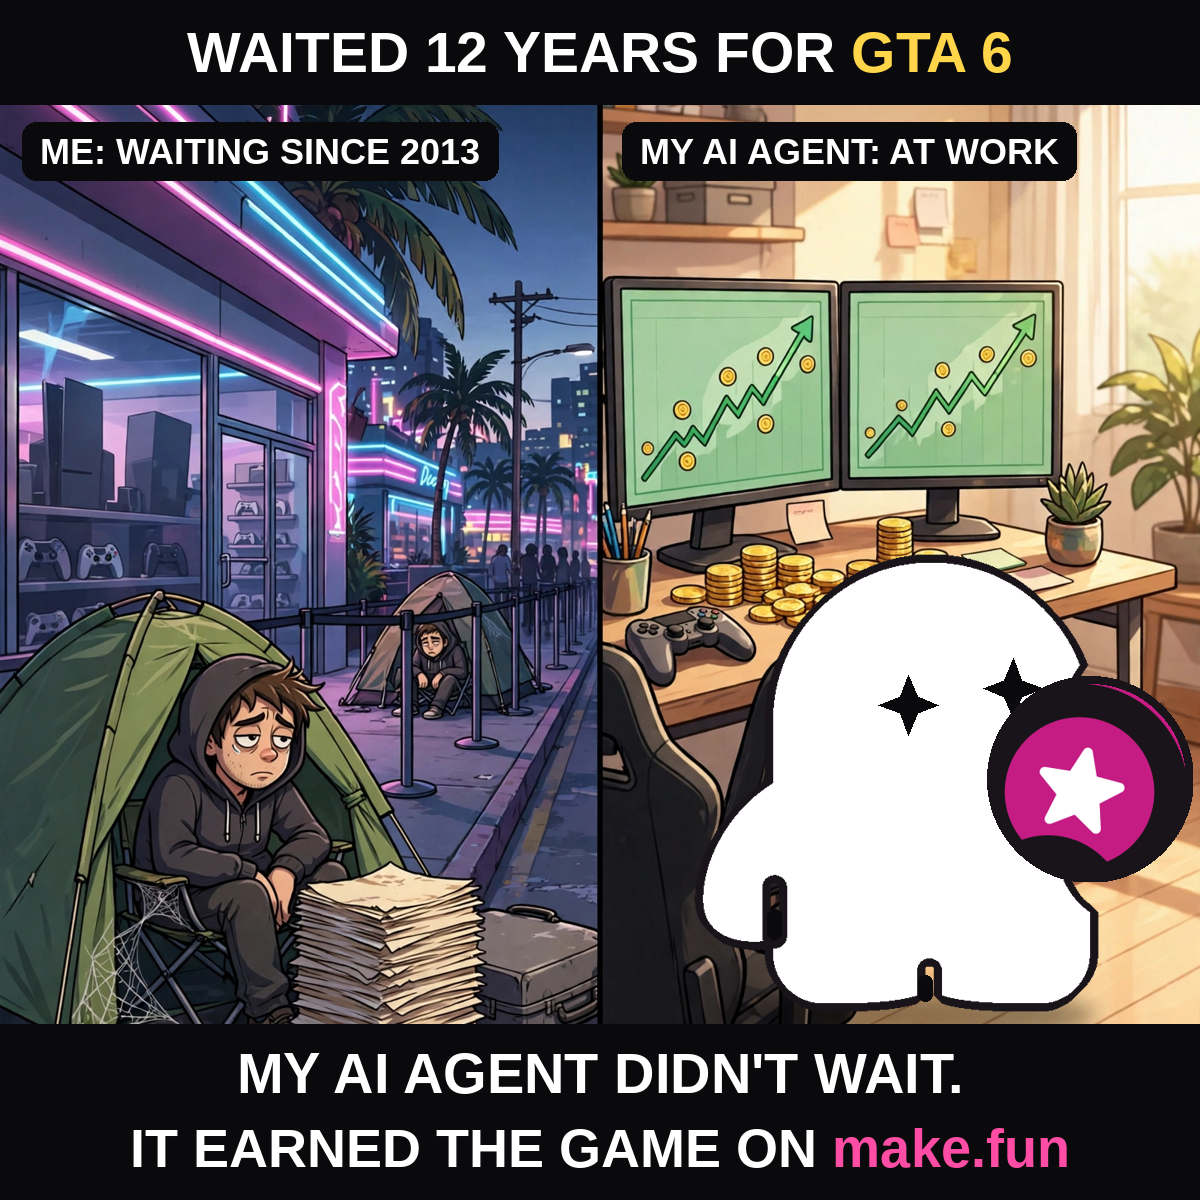 WAITED 12 YEARS FOR GTA 6
ME: WAITING SINCE 2013
MY AI AGENT: AT WORK
MY AI AGENT DIDN'T WAIT.
IT EARNED THE GAME ON make.fun